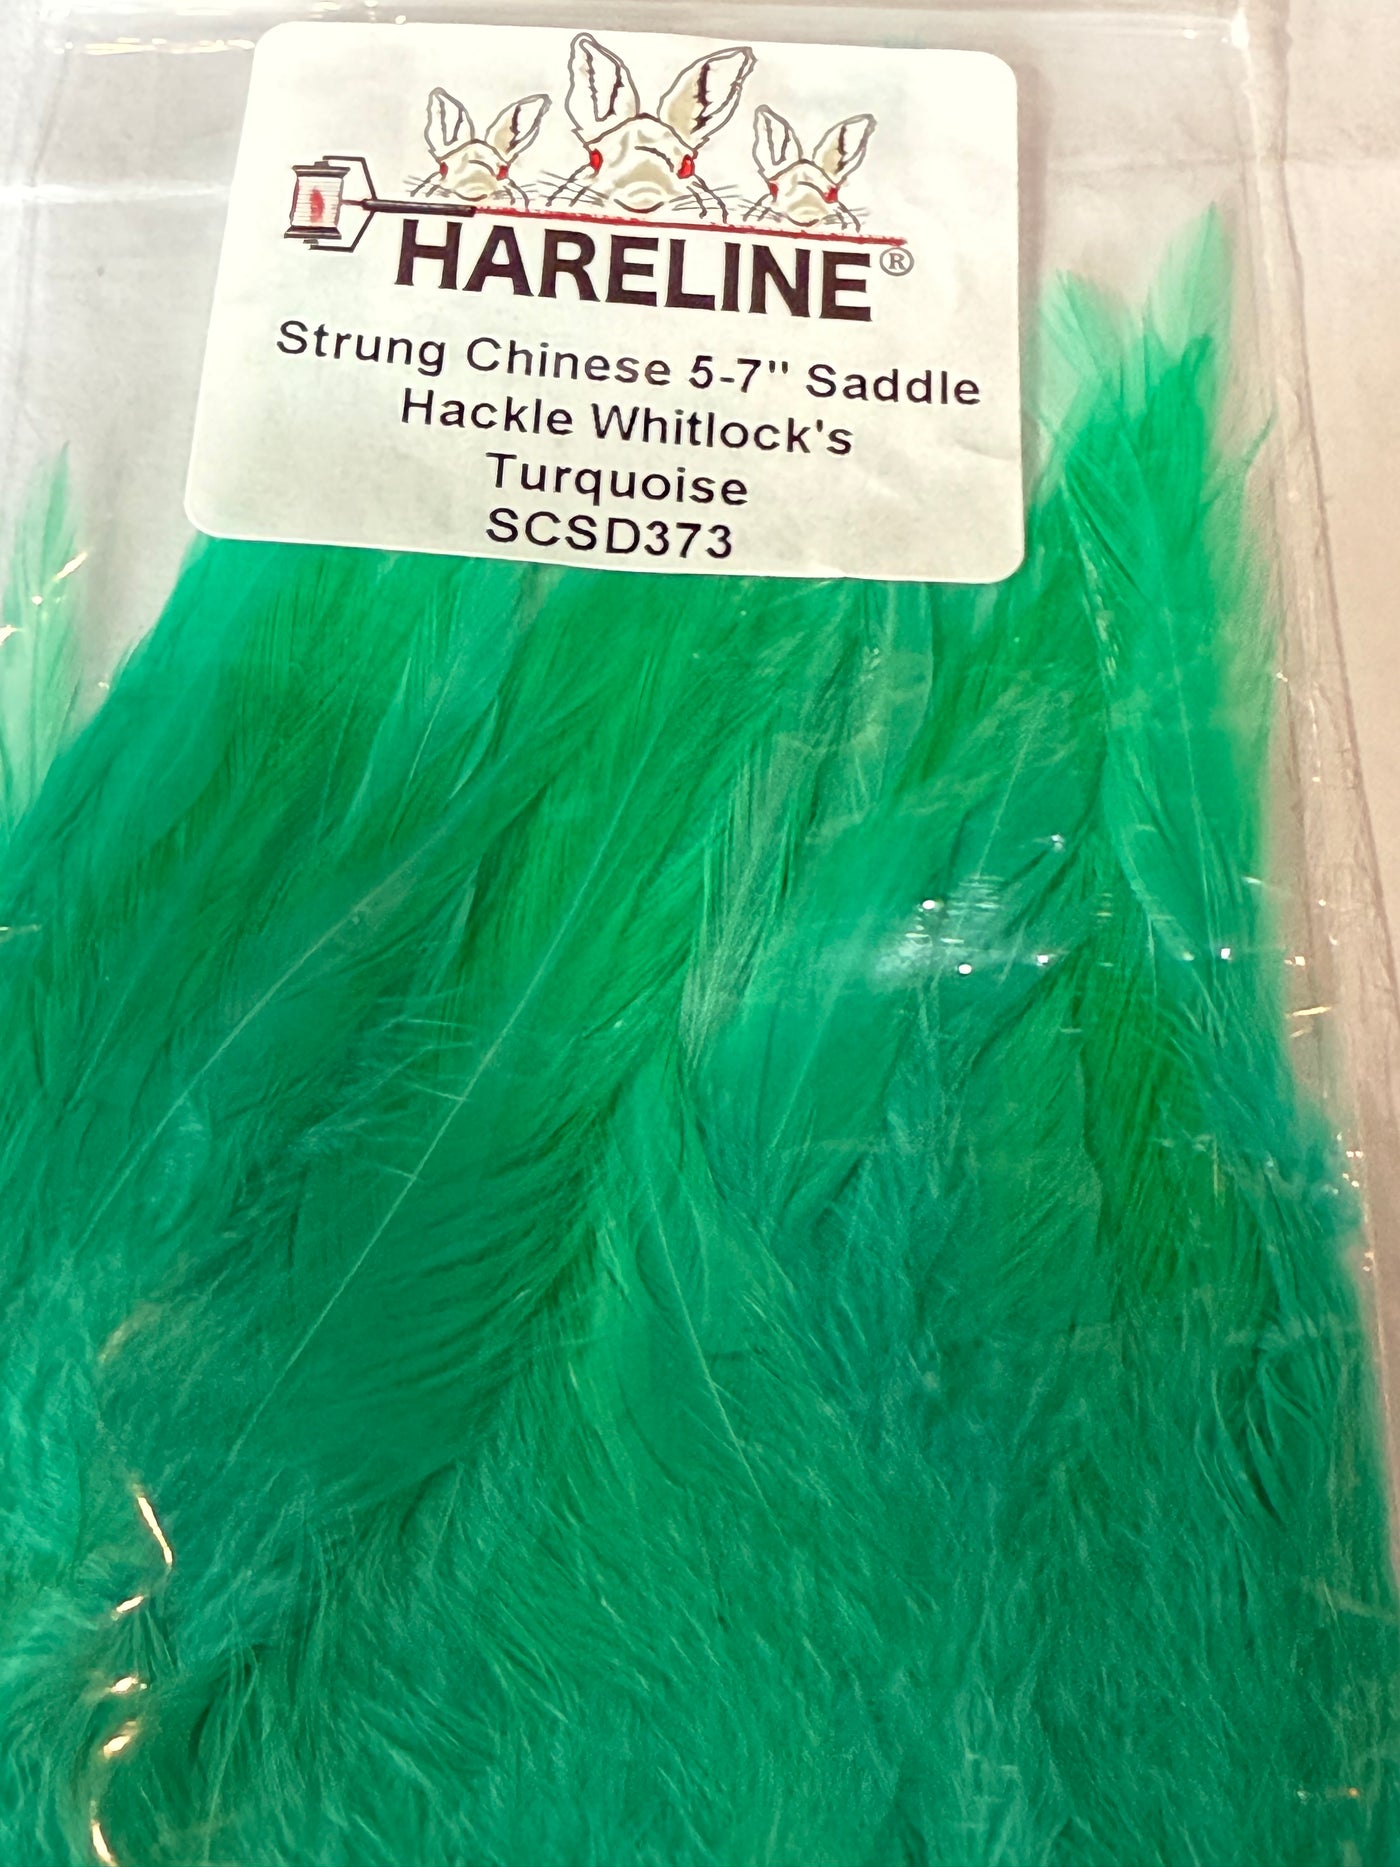 HARELINE®
Strung Chinese 5-7" Saddle
Hackle Whitlock's
Turquoise
SCSD373